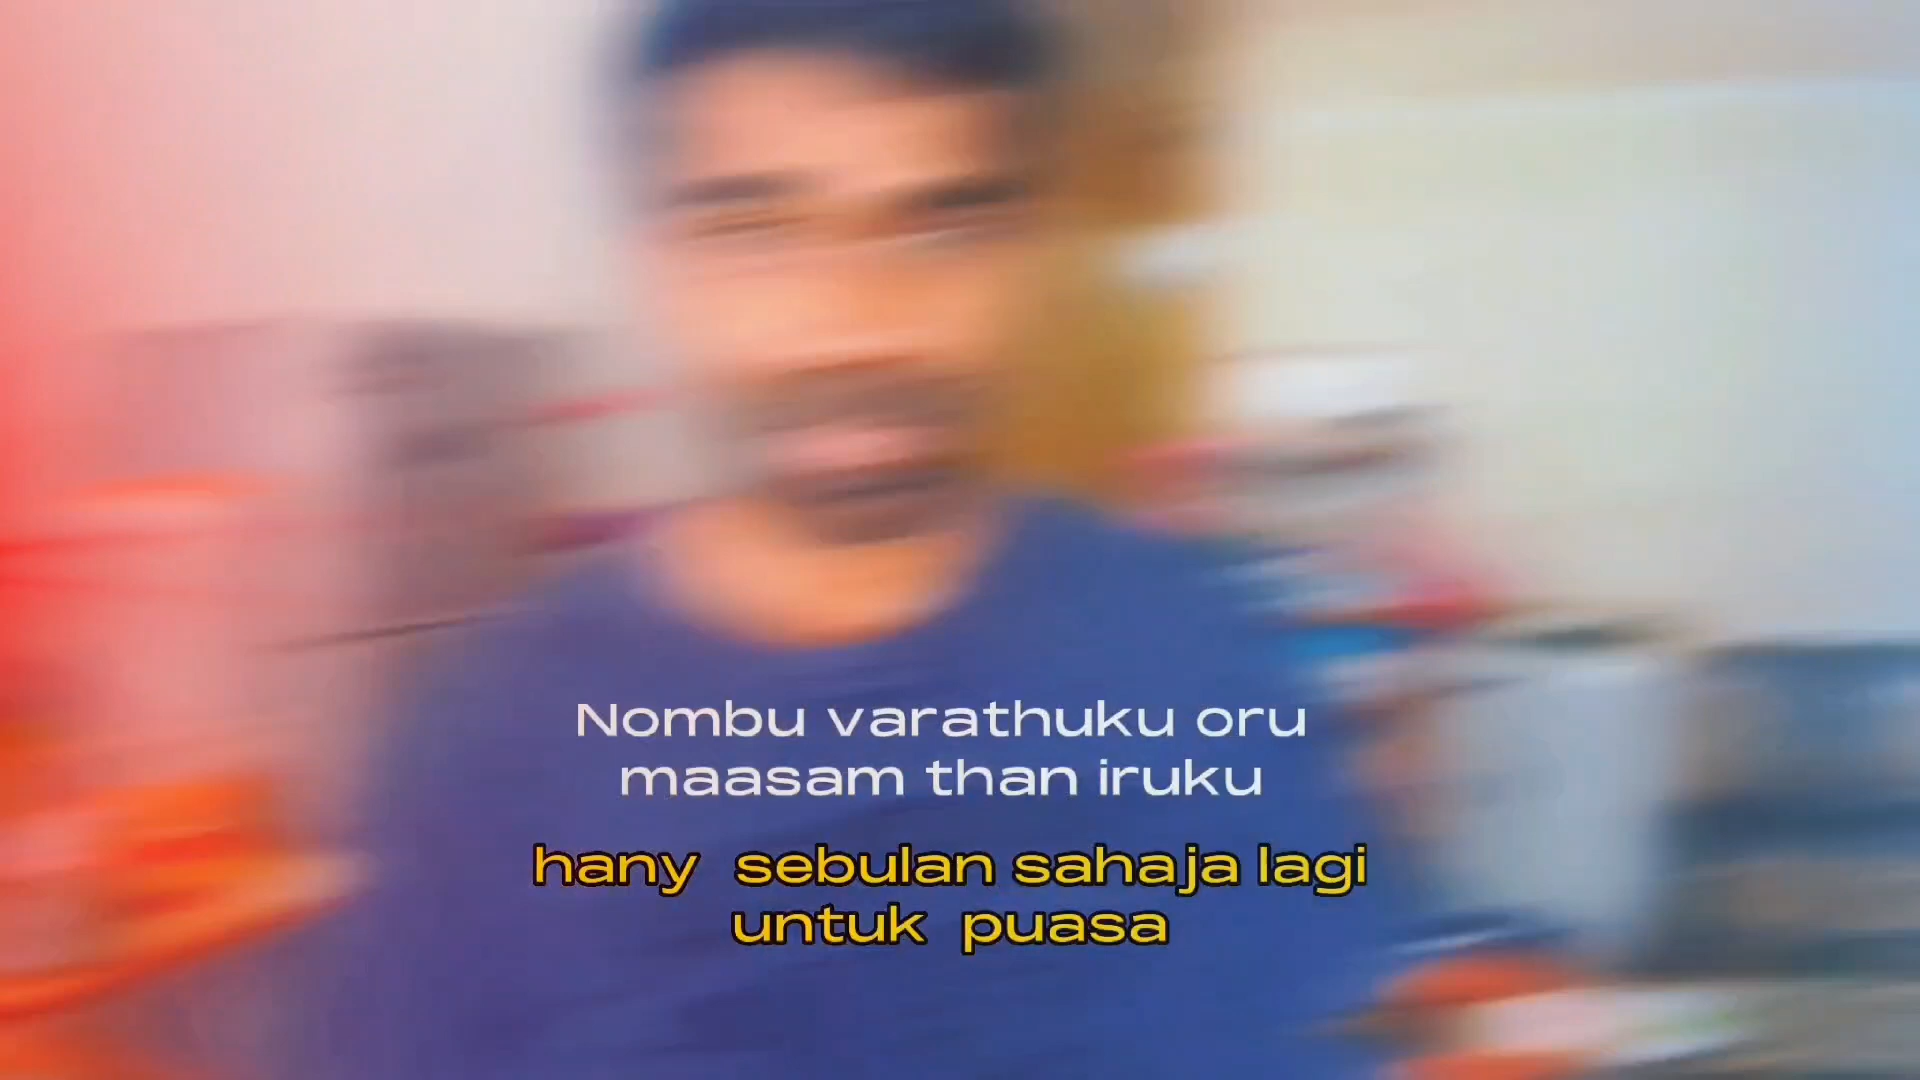 Nombu varathuku oru
maasam than iruku
hany sebulan sahaja lagi
untuk puasa